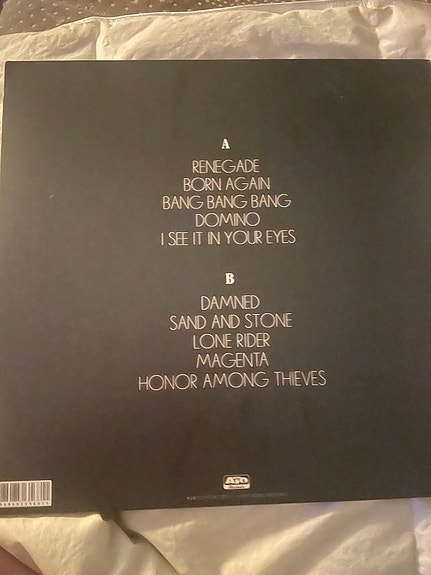 A
RENEGADE
BORN AGAIN
BANG BANG BANG
DOMINO
I SEE IT IN YOUR EYES
B
DAMNED
SAND AND STONE
LONE RIDER
MAGENTA
HONOR AMONG THIEVES
ATO